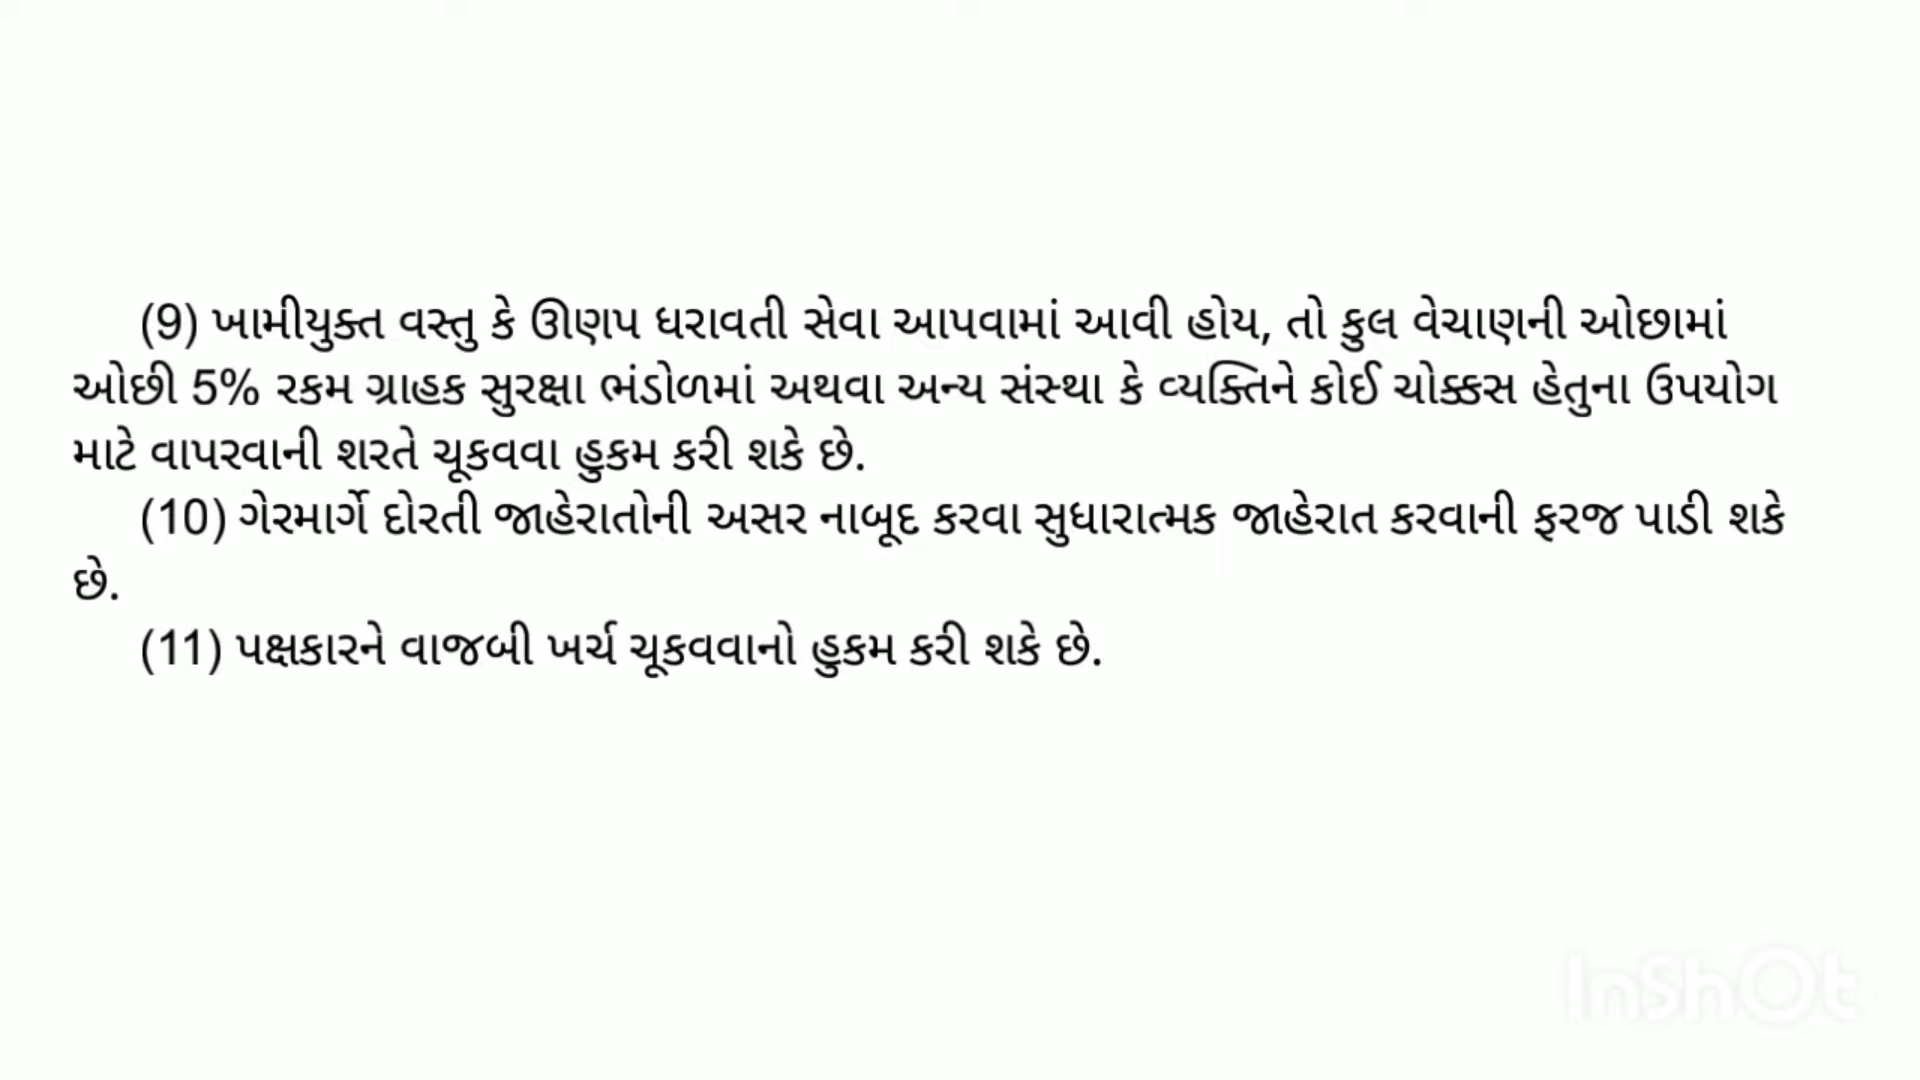 (9) ખામીયુક્ત વસ્તુ કે ઊણપ ધરાવતી સેવા આપવામાં આવી હોય, તો કુલ વેચાણની ઓછામાં
ઓછી 5% રકમ ગ્રાહક સુરક્ષા ભંડોળમાં અથવા અન્ય સંસ્થા કે વ્યક્તિને કોઈ ચોક્કસ હેતુના ઉપયોગ
માટે વાપરવાની શરતે ચૂકવવા હુકમ કરી શકે છે.
(10) ગેરમાર્ગે દોરતી જાહેરાતોની અસર નાબૂદ કરવા સુધારાત્મક જાહેરાત કરવાની ફરજ પાડી શકે
છે.
(11) પક્ષકારને વાજબી ખર્ચ ચૂકવવાનો હુકમ કરી શકે છે.
InShOt